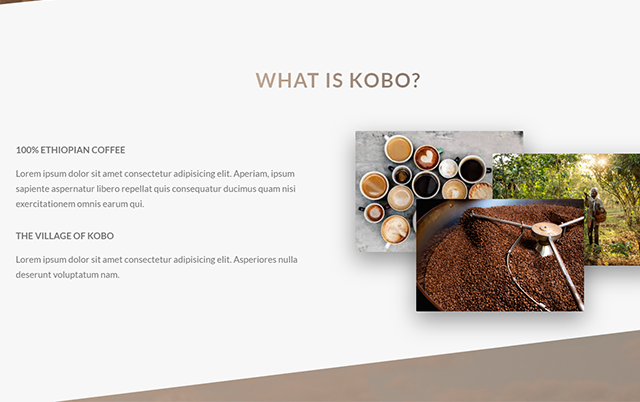 WHAT IS KOBO?
100% ETHIOPIAN COFFEE
Lorem ipsum dolor sit amet consectetur adipisicing elit. Aperiam, ipsum
sapiente aspernatur libero repellat quis consequatur ducimus quam nisi
exercitationem omnis earum qui.
THE VILLAGE OF KOBO
Lorem ipsum dolor sit amet consectetur adipisicing elit. Asperiores nulla
deserunt voluptatum nam.